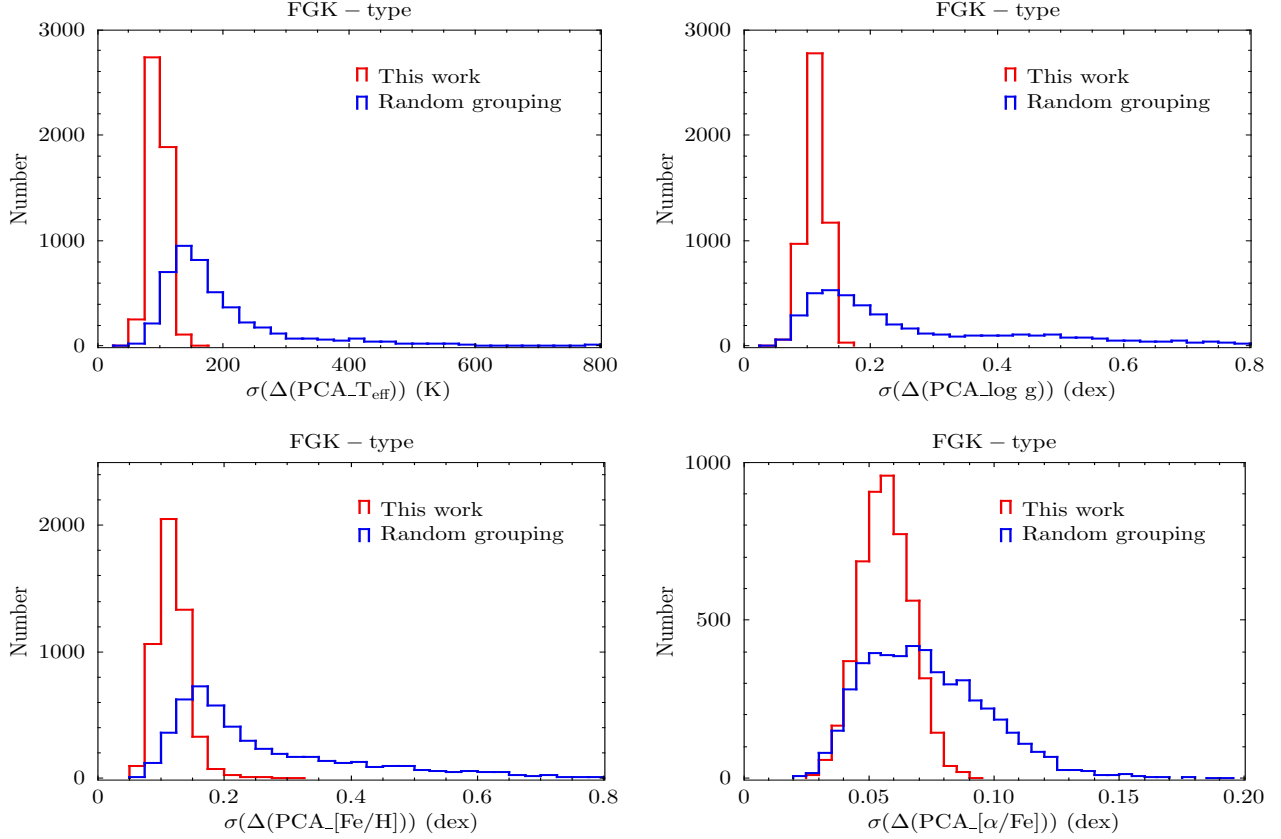 FGK – type
3000
2000
1000
0
Number
This work
Random grouping
0
200
400
600
800
σ(Δ(PCA_T_eff)) (K)
FGK – type
3000
2000
1000
0
Number
This work
Random grouping
0
0.2
0.4
0.6
0.8
σ(Δ(PCA_log g)) (dex)
FGK – type
2000
1000
0
Number
This work
Random grouping
0
0.2
0.4
0.6
0.8
σ(Δ(PCA_[Fe/H])) (dex)
FGK – type
1000
500
0
Number
This work
Random grouping
0
0.05
0.10
0.15
0.20
σ(Δ(PCA_[α/Fe])) (dex)